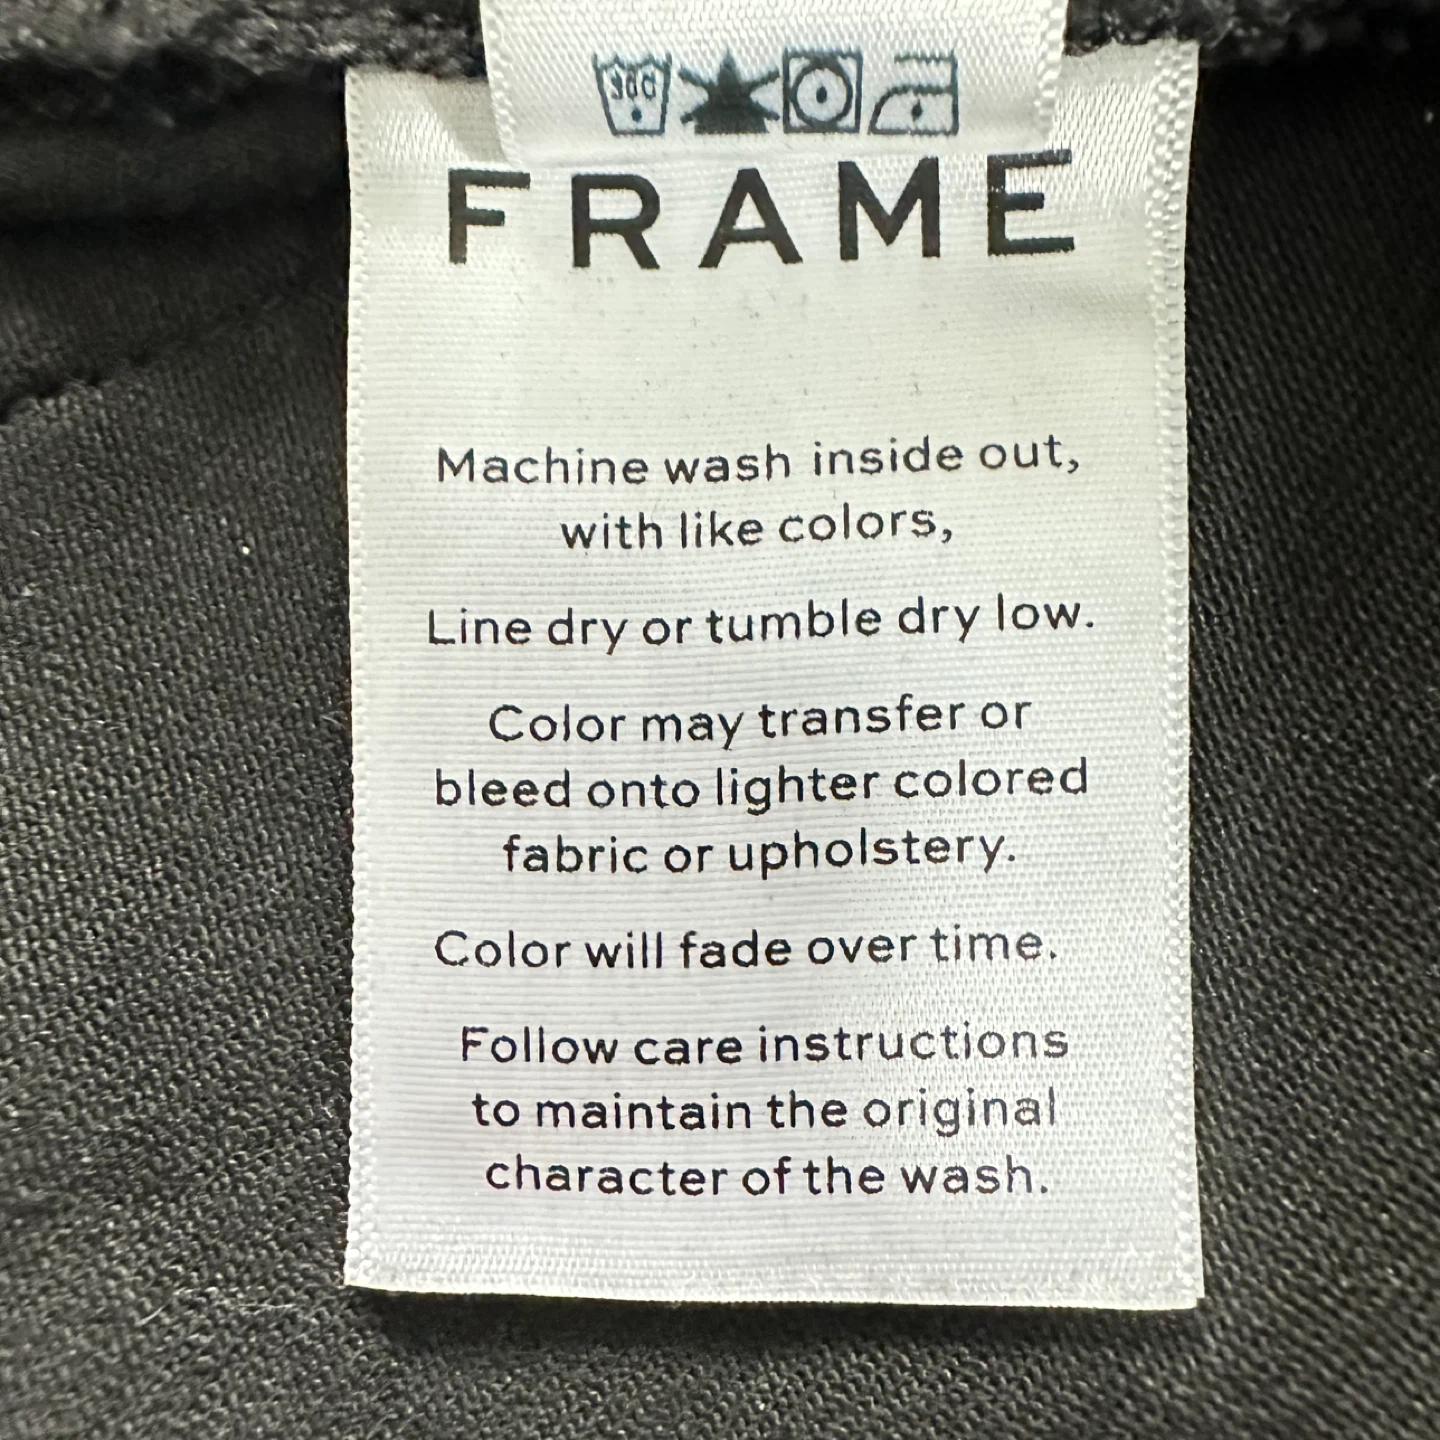 FRAME
Machine wash inside out,
with like colors,
Line dry or tumble dry low.
Color may transfer or
bleed onto lighter colored
fabric or upholstery.
Color will fade over time.
Follow care instructions
to maintain the original
character of the wash.